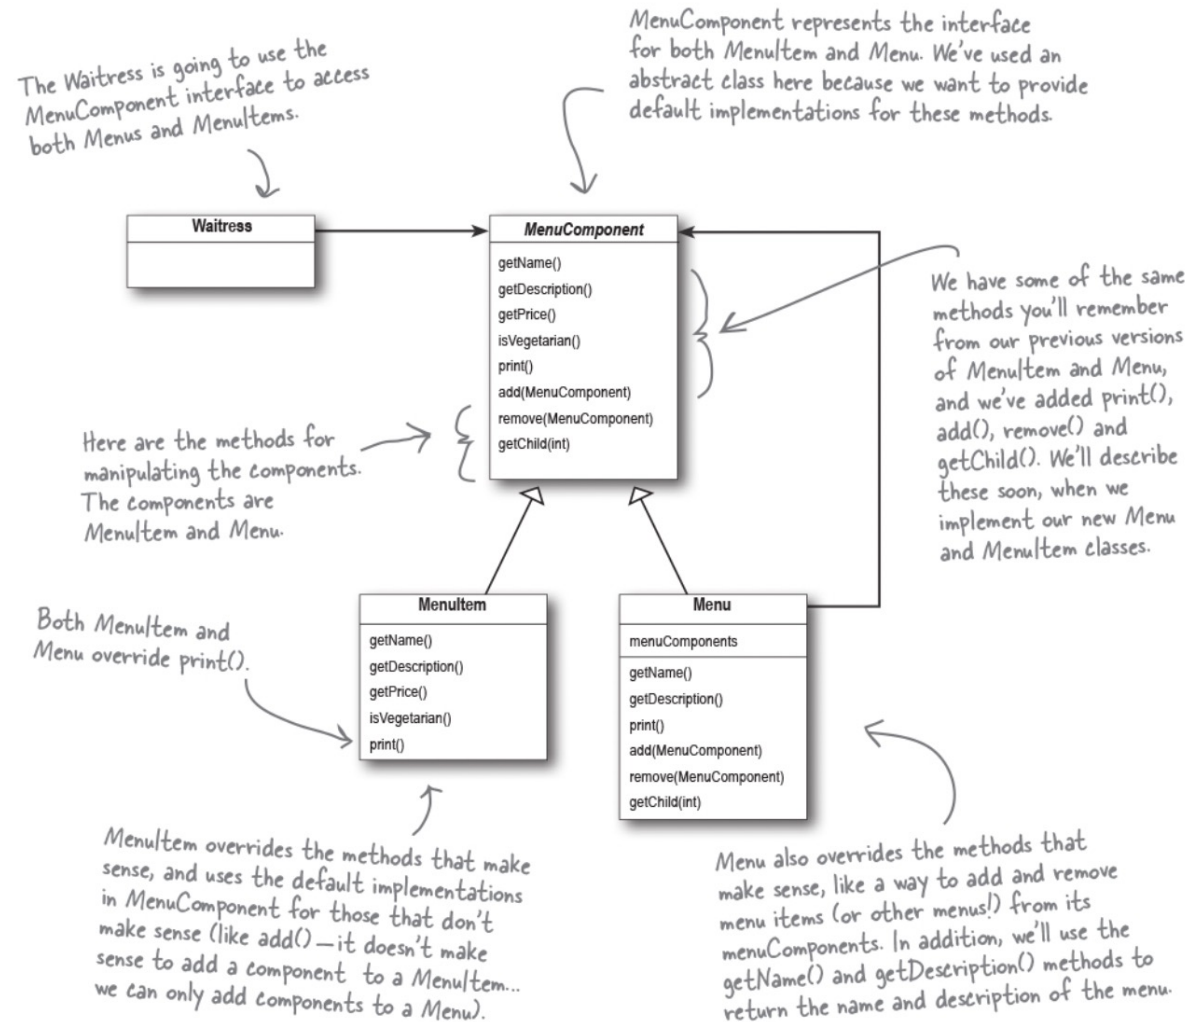 MenuComponent represents the interface
for both MenuItem and Menu. We've used an
abstract class here because we want to provide
default implementations for these methods.
The Waitress is going to use the
MenuComponent interface to access
both Menus and MenuItems.
Waitress
MenuComponent
getName()
getDescription()
getPrice()
isVegetarian()
print()
add(MenuComponent)
remove(MenuComponent)
getChild(int)
We have some of the same
methods you'll remember
from our previous versions
of MenuItem and Menu,
and we've added print(),
add(), remove() and
getChild(). We'll describe
these soon, when we
implement our new Menu
and MenuItem classes.
Here are the methods for
manipulating the components.
The components are
MenuItem and Menu.
Both MenuItem and
Menu override print().
MenuItem
getName()
getDescription()
getPrice()
isVegetarian()
print()
Menu
menuComponents
getName()
getDescription()
print()
add(MenuComponent)
remove(MenuComponent)
getChild(int)
MenuItem overrides the methods that make
sense, and uses the default implementations
in MenuComponent for those that don't
make sense (like add() — it doesn't make
sense to add a component to a MenuItem...
we can only add components to a Menu).
Menu also overrides the methods that
make sense, like a way to add and remove
menu items (or other menus!) from its
menuComponents. In addition, we'll use the
getName() and getDescription() methods to
return the name and description of the menu.